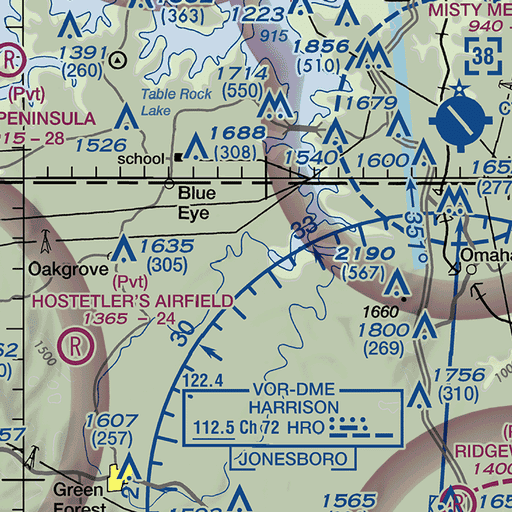 (363)
1223
915
MISTY
940 -
1391
(260)
1856
(510)
38
(Pvt)
R
Table Rock
Lake
1714
(550)
1679
PENINSULA
15 - 28
1526
1688
(308)
school
1540
1600
(277
Blue
Eye
351°
33
1635
(305)
2190
(567)
Oakgrove
(Pvt)
HOSTETLER'S AIRFIELD
1365 - 24
1660
1800
(269)
1500
R
30
122.4
VOR-DME
HARRISON
112.5 Ch 72 HRO
JONESBORO
1756
(310)
1607
(257)
Green
Forest
1565
RIDGEW
1400